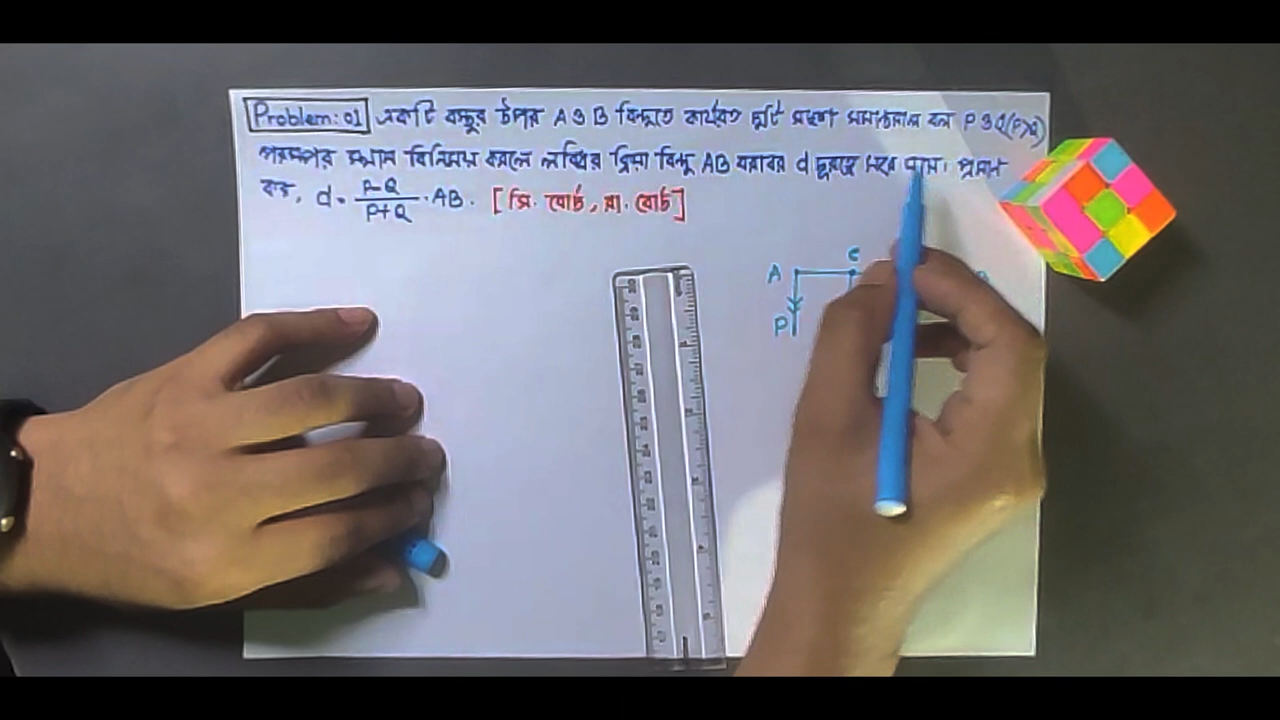 Problem: 01 একটি বস্তুর উপর A ও B বিন্দুতে কার্যরত দুটি সদৃশ সমান্তরাল বল P ও Q(P>Q)
পরস্পর স্থান বিনিময় করলে লব্ধির ক্রিয়া বিন্দু AB বরাবর d দূরত্বে সরে যায়। প্রমাণ
কর, d = P-Q / P+Q · AB. [সি. বোর্ড, রা. বোর্ড]
A C
P